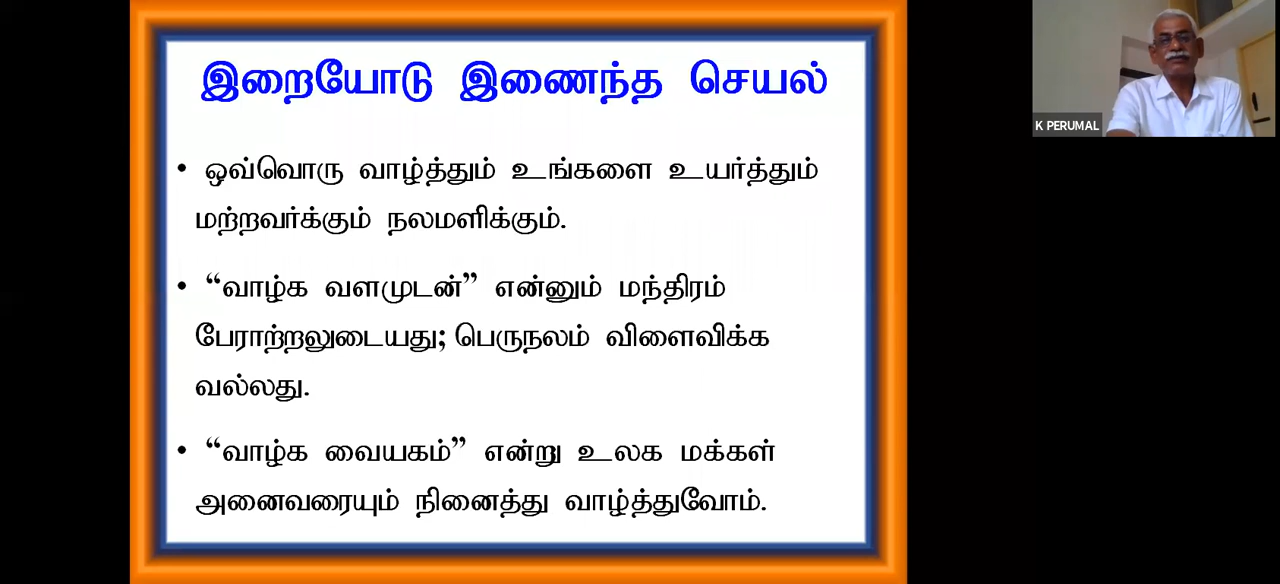 இறையோடு இணைந்த செயல்
• ஒவ்வொரு வாழ்த்தும் உங்களை உயர்த்தும்
மற்றவர்க்கும் நலமளிக்கும்.
• “வாழ்க வளமுடன்” என்னும் மந்திரம்
பேராற்றலுடையது; பெருநலம் விளைவிக்க
வல்லது.
• “வாழ்க வையகம்” என்று உலக மக்கள்
அனைவரையும் நினைத்து வாழ்த்துவோம்.
K PERUMAL